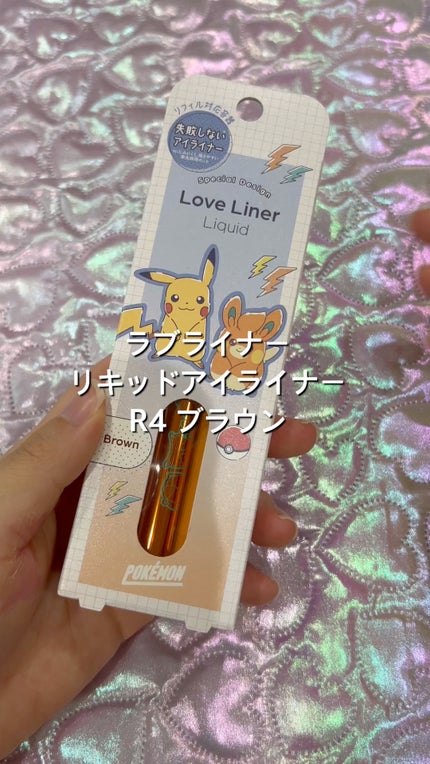 リフィル対応容器
失敗しない
アイライナー
Special Design
Love Liner
Liquid
ラブライナー
リキッドアイライナー
R4 ブラウン
Brown
POKÉMON